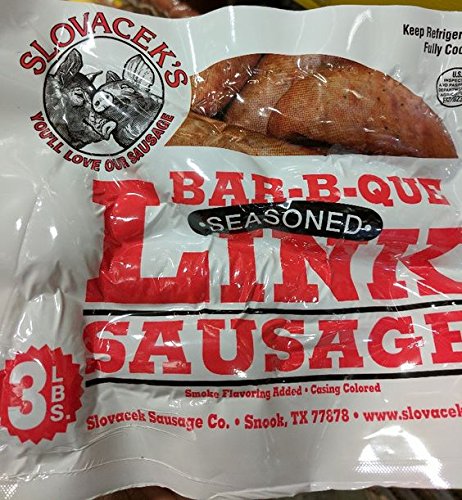 SLOVACEK'S
YOU'LL LOVE OUR SAUSAGE
Keep Refriger
Fully Coo
U.S.
BAR-B-QUE
SEASONED
LINK
SAUSAGE
3 LBS.
Smoke Flavoring Added • Casing Colored
Slovacek Sausage Co. • Snook, TX 77878 • www.slovacek